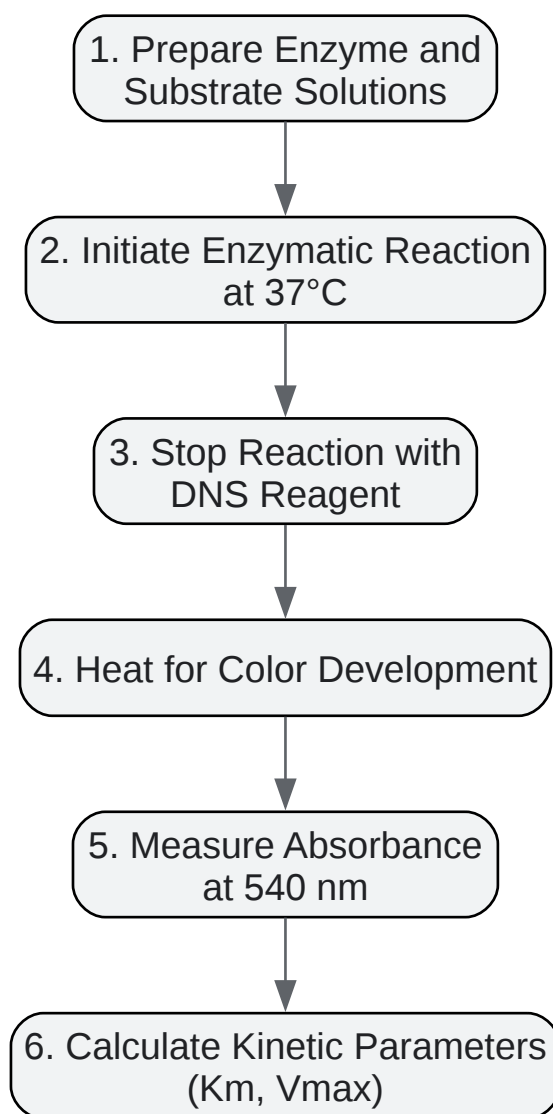 1. Prepare Enzyme and
Substrate Solutions
2. Initiate Enzymatic Reaction
at 37°C
3. Stop Reaction with
DNS Reagent
4. Heat for Color Development
5. Measure Absorbance
at 540 nm
6. Calculate Kinetic Parameters
(Km, Vmax)